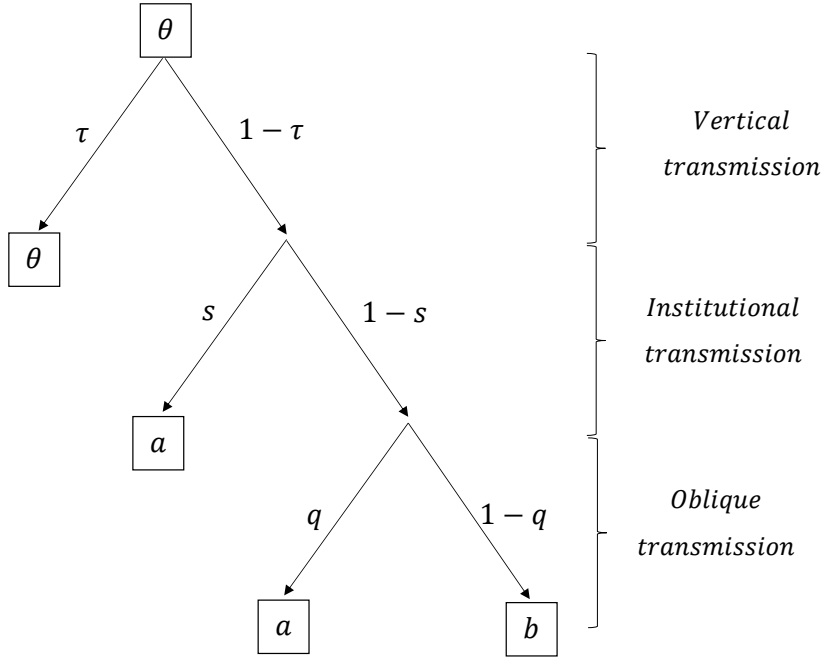 θ
τ
1 − τ
Vertical
transmission
θ
s
1 − s
Institutional
transmission
a
q
1 − q
Oblique
transmission
a
b